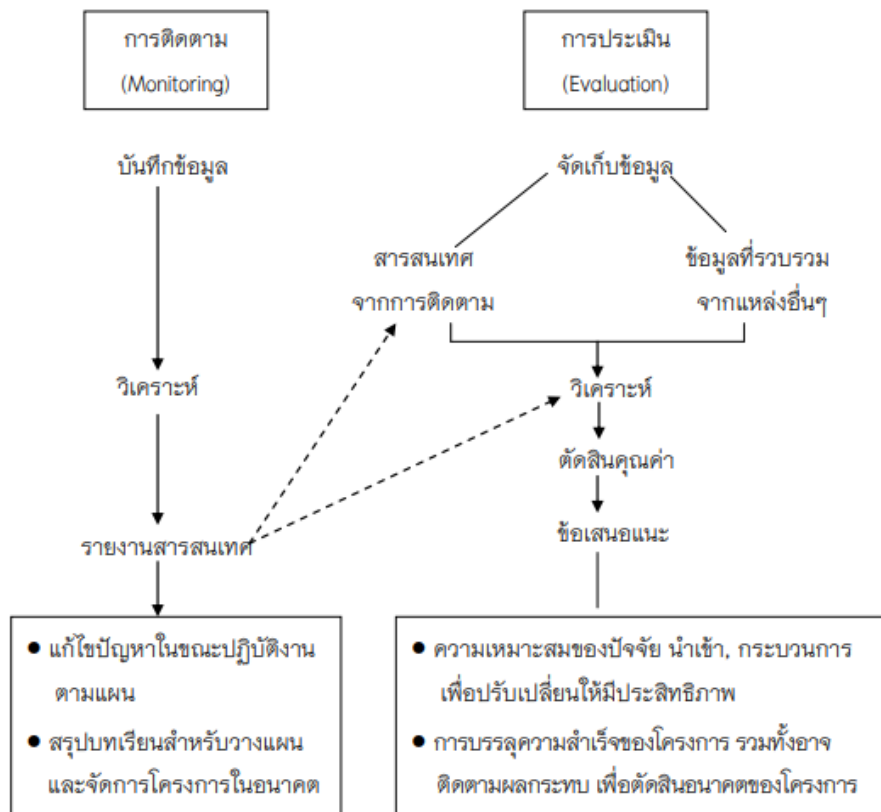 การติดตาม
(Monitoring)
การประเมิน
(Evaluation)
บันทึกข้อมูล
จัดเก็บข้อมูล
สารสนเทศ
จากการติดตาม
ข้อมูลที่รวบรวม
จากแหล่งอื่นๆ
วิเคราะห์
วิเคราะห์
ตัดสินคุณค่า
รายงานสารสนเทศ
ข้อเสนอแนะ
● แก้ไขปัญหาในขณะปฏิบัติงาน
ตามแผน
● สรุปบทเรียนสำหรับวางแผน
และจัดการโครงการในอนาคต
● ความเหมาะสมของปัจจัย นำเข้า, กระบวนการ
เพื่อปรับเปลี่ยนให้มีประสิทธิภาพ
● การบรรลุความสำเร็จของโครงการ รวมทั้งอาจ
ติดตามผลกระทบ เพื่อตัดสินอนาคตของโครงการ